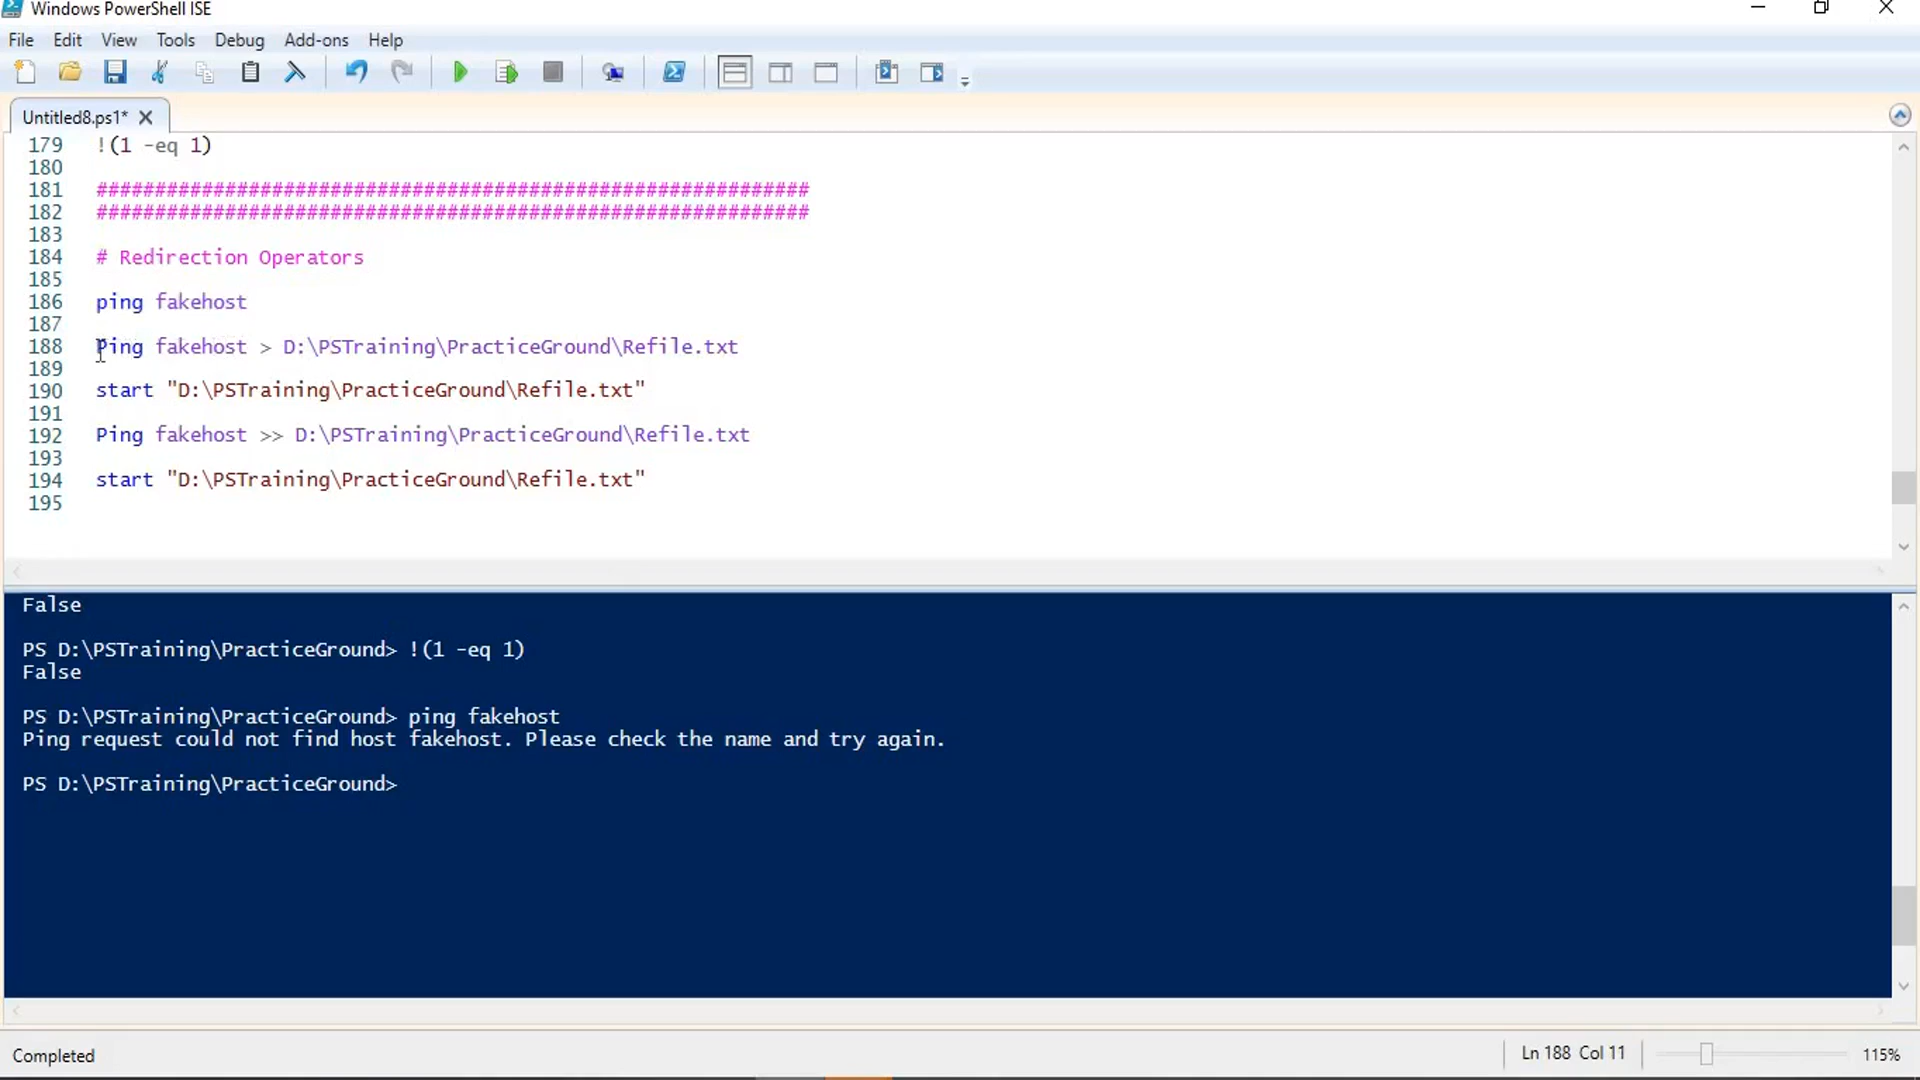 Windows PowerShell ISE
File Edit View Tools Debug Add-ons Help
Untitled8.ps1*
179 !(1 -eq 1)
180
181 #############################################################
182 #############################################################
183
184 # Redirection Operators
185
186 ping fakehost
187
188 Ping fakehost > D:\PSTraining\PracticeGround\Refile.txt
189
190 start "D:\PSTraining\PracticeGround\Refile.txt"
191
192 Ping fakehost >> D:\PSTraining\PracticeGround\Refile.txt
193
194 start "D:\PSTraining\PracticeGround\Refile.txt"
195
False
PS D:\PSTraining\PracticeGround> !(1 -eq 1)
False
PS D:\PSTraining\PracticeGround> ping fakehost
Ping request could not find host fakehost. Please check the name and try again.
PS D:\PSTraining\PracticeGround>
Completed Ln 188 Col 11 115%